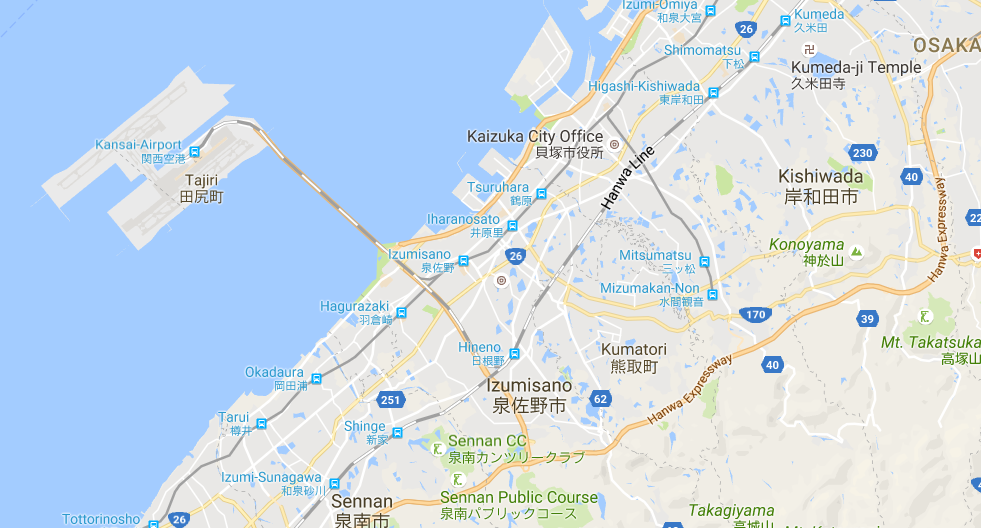 Izumi-Omiya
和泉大宮
26
Kumeda
久米田
Shimomatsu
下松
OSAKA
Kumeda-ji Temple
久米田寺
Higashi-Kishiwada
東岸和田
Kaizuka City Office
貝塚市役所
Kansai-Airport
関西空港
230
Hanwa Line
Tajiri
田尻町
Tsuruhara
鶴原
Kishiwada
岸和田市
40
Iharanosato
井原里
22
Hanwa Expressway
Izumisano
泉佐野
26
Mitsumatsu
三ッ松
Konoyama
神於山
Mizumakan-Non
水間観音
Hagurazaki
羽倉崎
170
39
Hineno
日根野
Kumatori
熊取町
Mt. Takatsuka
高塚山
40
Okadaura
岡田浦
Izumisano
泉佐野市
251
62
Hanwa Expressway
Tarui
樽井
Shinge
新家
Sennan CC
泉南カンツリークラブ
Izumi-Sunagawa
和泉砂川
Sennan
泉南市
Sennan Public Course
泉南パブリックコース
Takagiyama
高城山
Tottorinosho
26